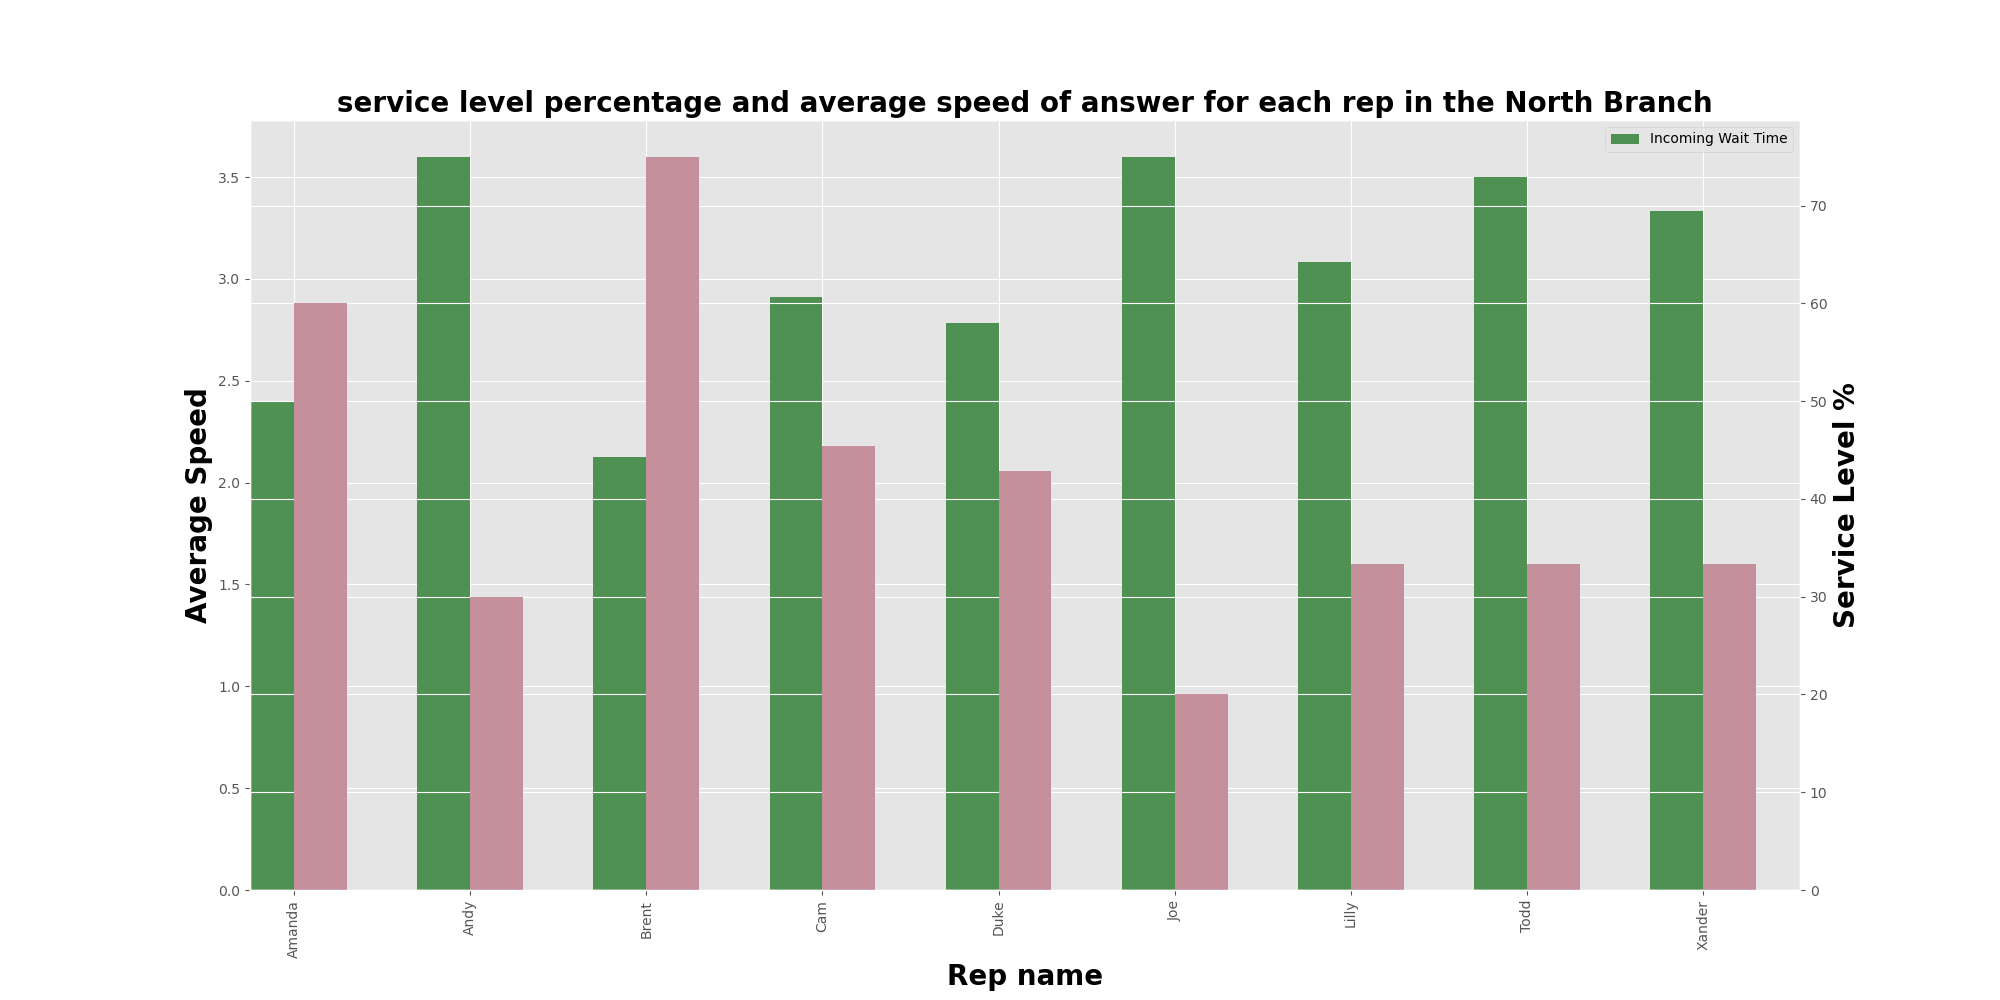 service level percentage and average speed of answer for each rep in the North Branch
Incoming Wait Time
Average Speed
3.5
3.0
2.5
2.0
1.5
1.0
0.5
0.0
70
60
50
40
30
20
10
0
Service Level %
Amanda
Andy
Brent
Cam
Duke
Joe
Lilly
Todd
Xander
Rep name